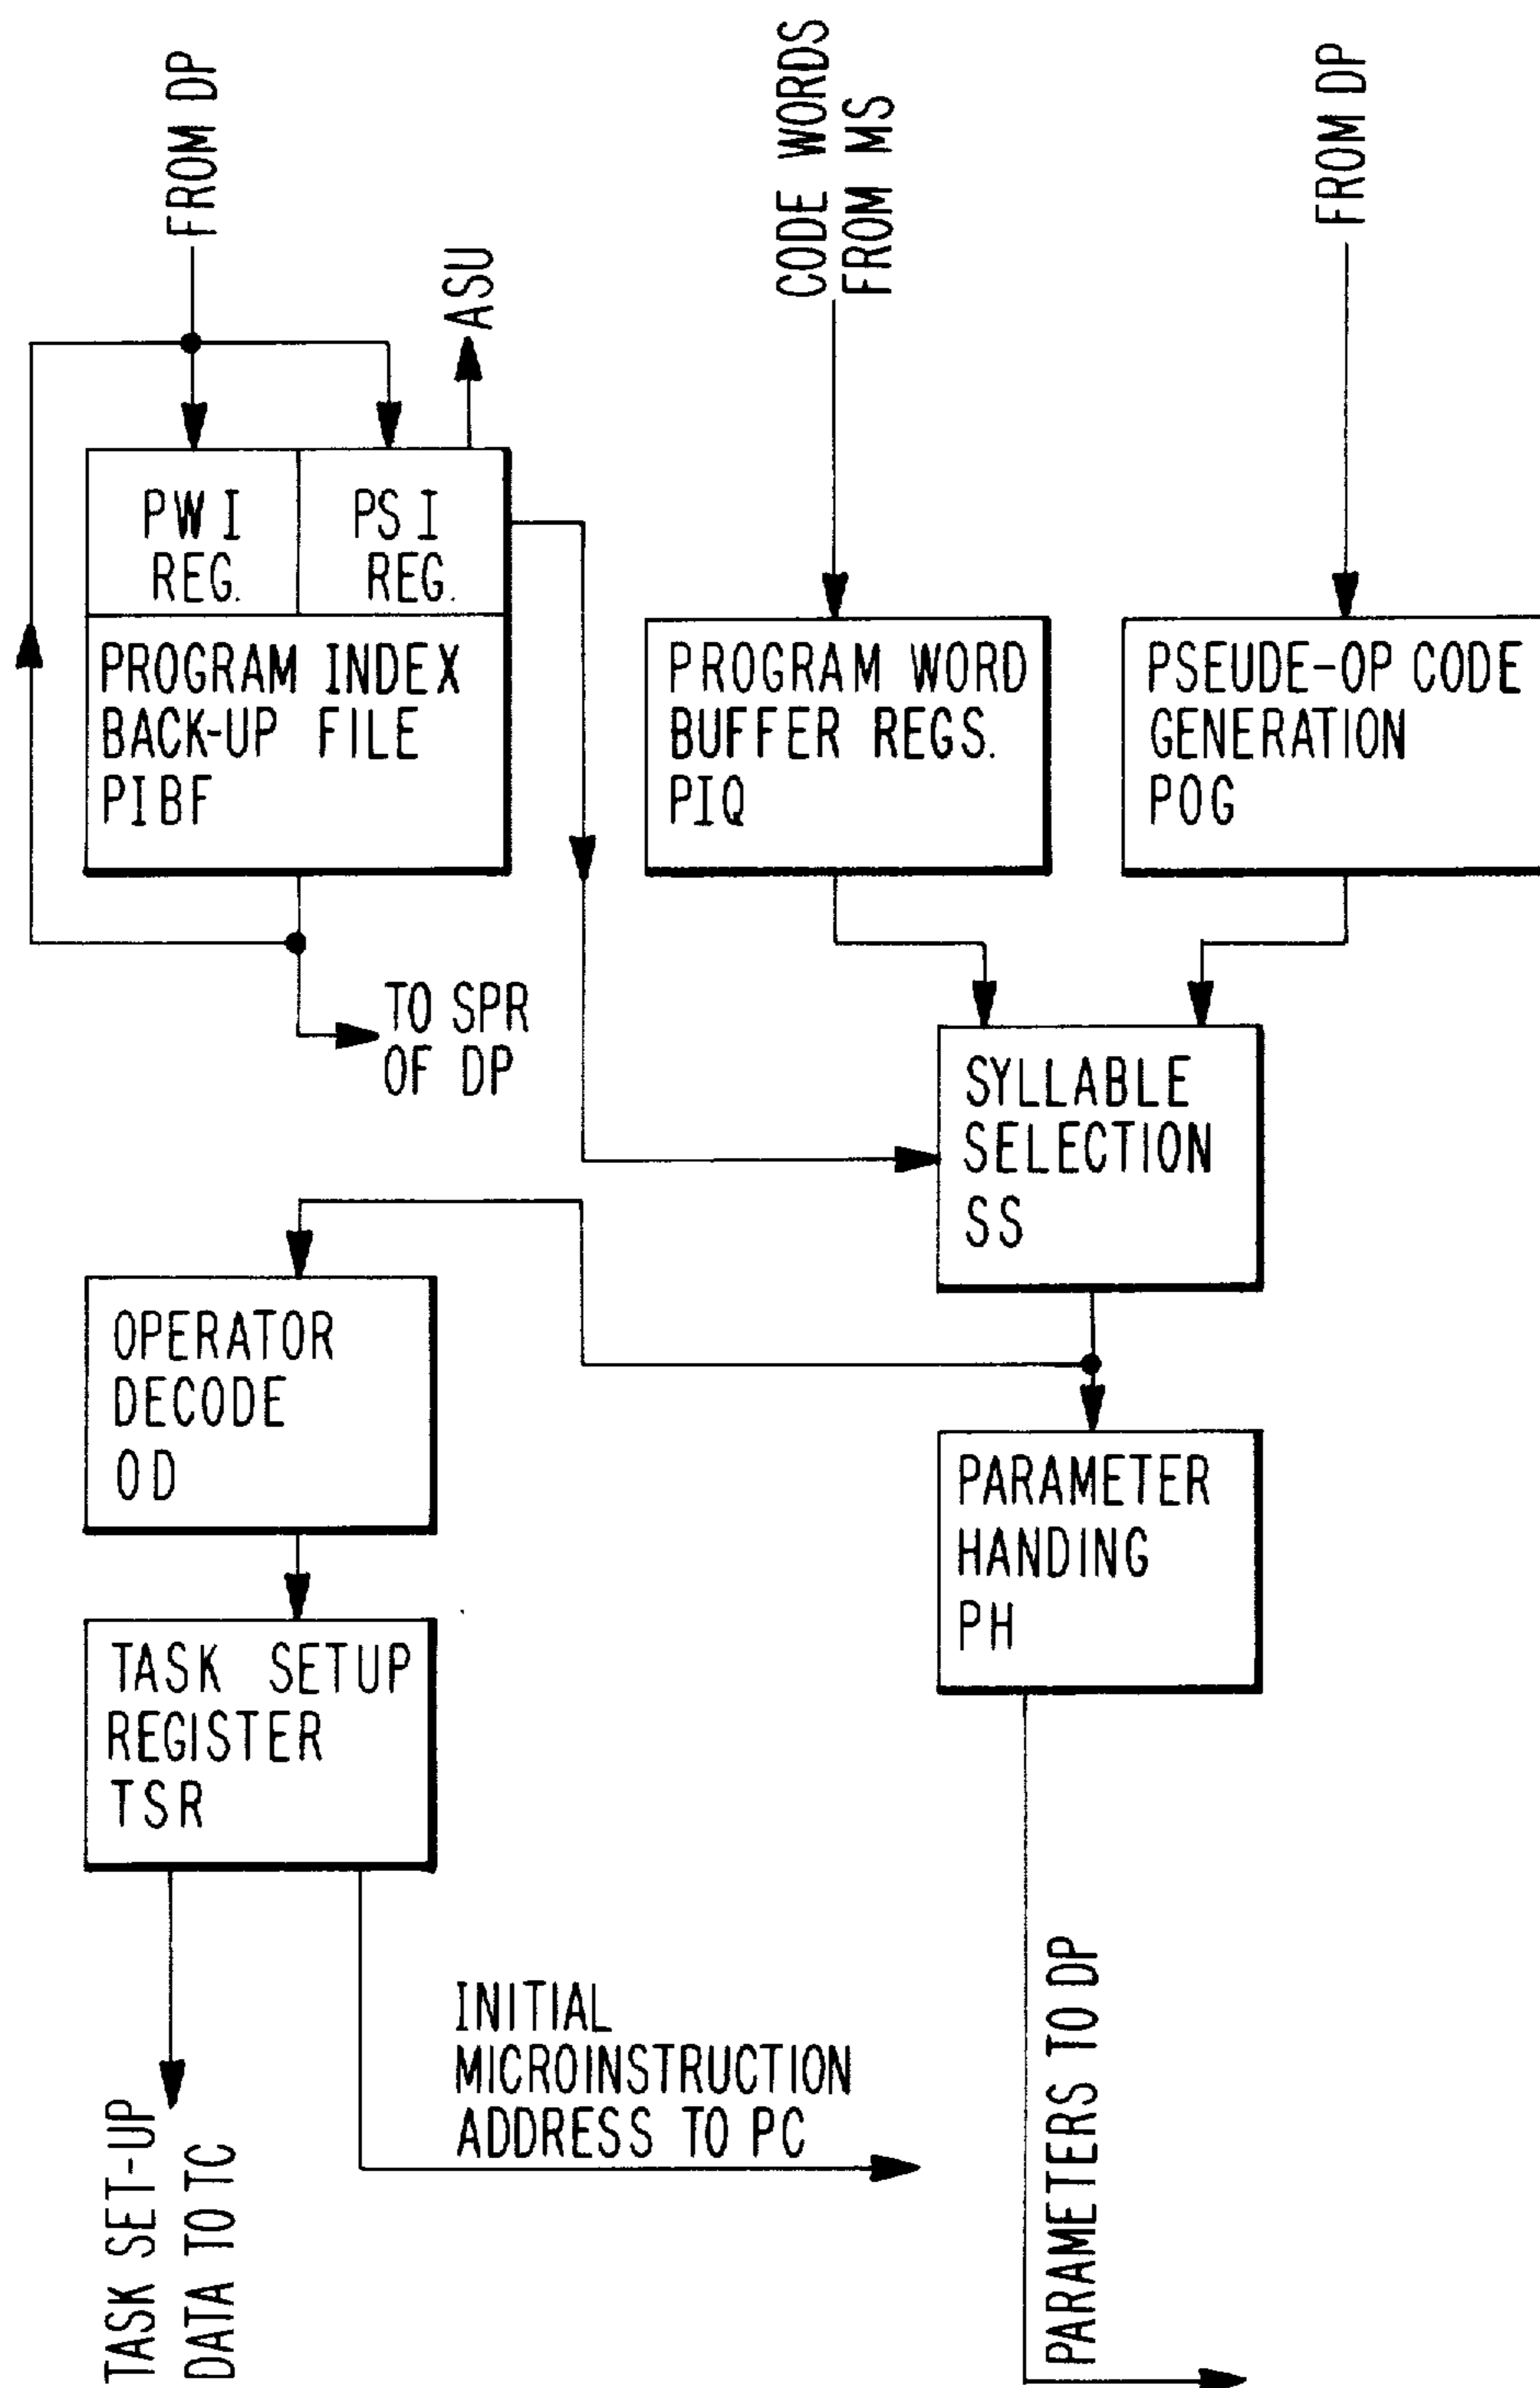 FROM DP
CODE WORDS
FROM MS
FROM DP
ASU
PWI
REG.
PSI
REG.
PROGRAM INDEX
BACK-UP FILE
PIBF
PROGRAM WORD
BUFFER REGS.
PIQ
PSEUDE-OP CODE
GENERATION
POG
TO SPR
OF DP
SYLLABLE
SELECTION
SS
OPERATOR
DECODE
OD
PARAMETER
HANDING
PH
TASK SETUP
REGISTER
TSR
INITIAL
MICROINSTRUCTION
ADDRESS TO PC
PARAMETERS TO DP
TASK SET-UP
DATA TO TC